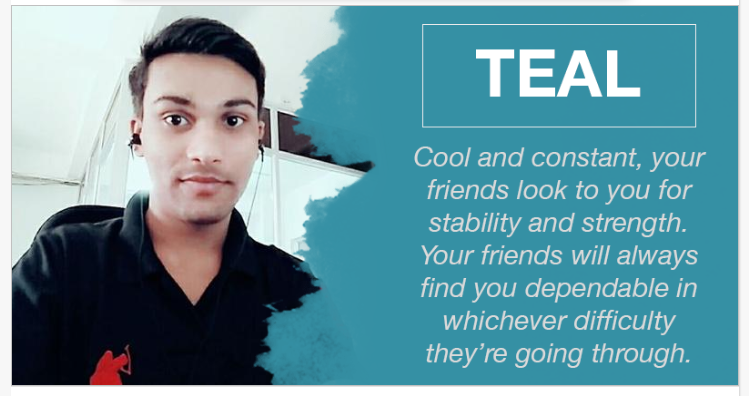 TEAL
Cool and constant, your
friends look to you for
stability and strength.
Your friends will always
find you dependable in
whichever difficulty
they're going through.